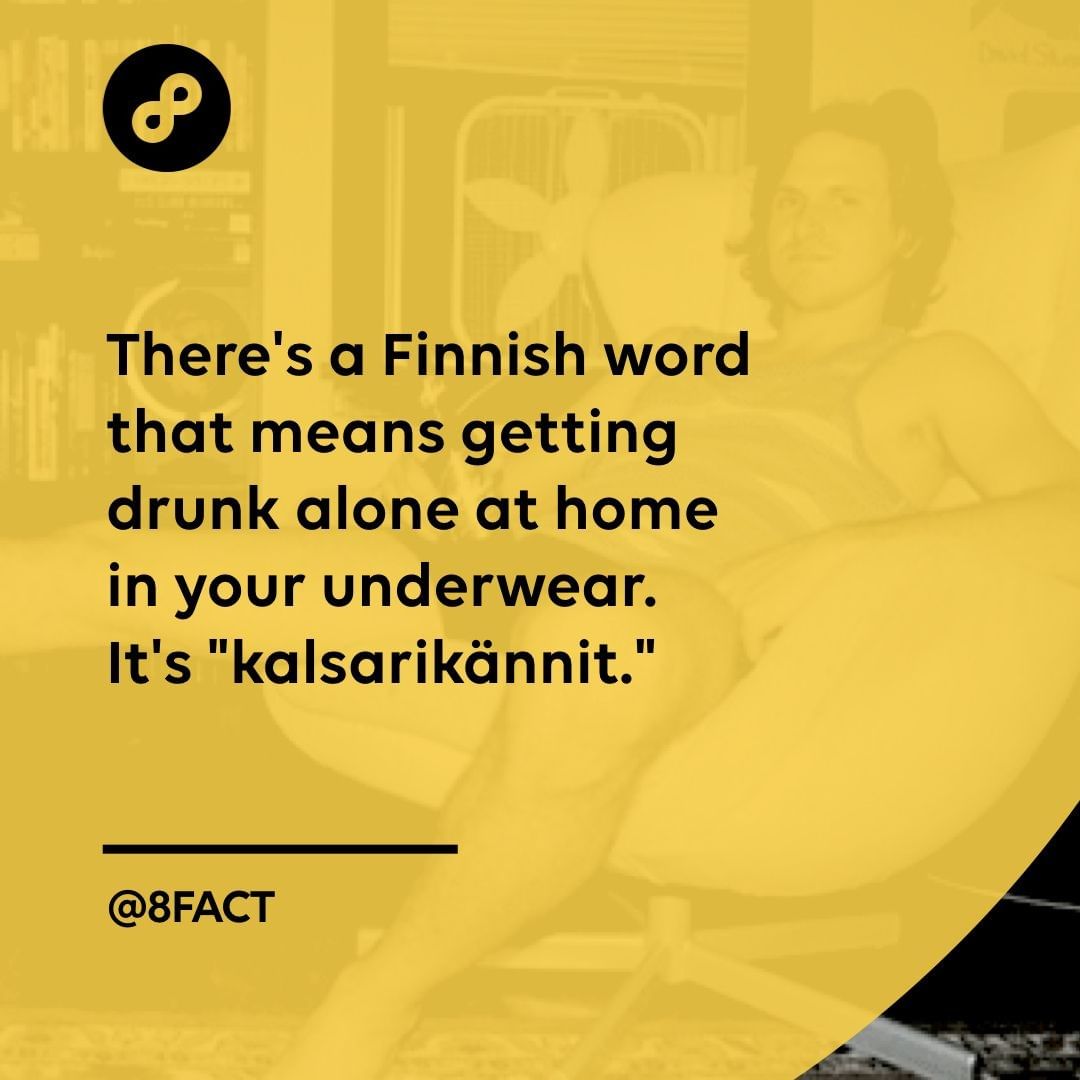 There's a Finnish word
that means getting
drunk alone at home
in your underwear.
It's "kalsarikännit."
@8FACT